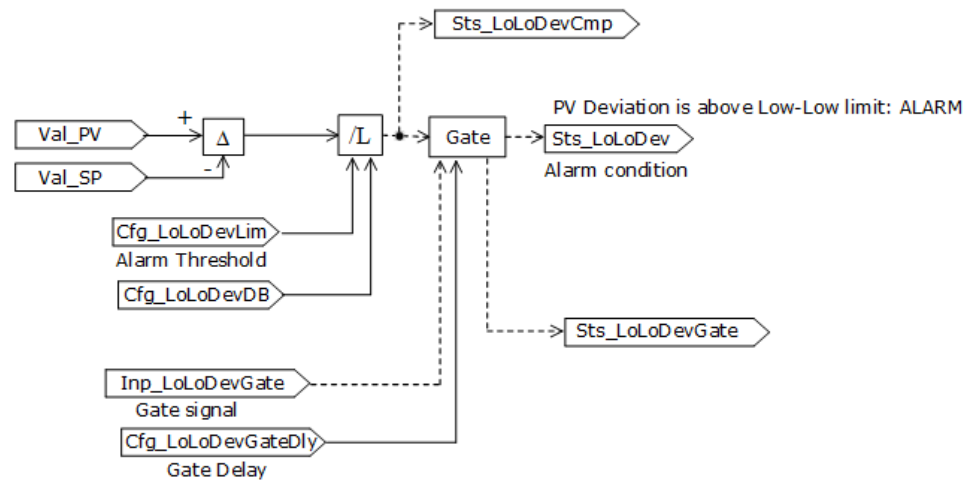 Sts_LoLoDevCmp
PV Deviation is above Low-Low limit: ALARM
+
Val_PV
Δ
/L
Gate
Sts_LoLoDev
-
Val_SP
Alarm condition
Cfg_LoLoDevLim
Alarm Threshold
Cfg_LoLoDevDB
Sts_LoLoDevGate
Inp_LoLoDevGate
Gate signal
Cfg_LoLoDevGateDly
Gate Delay